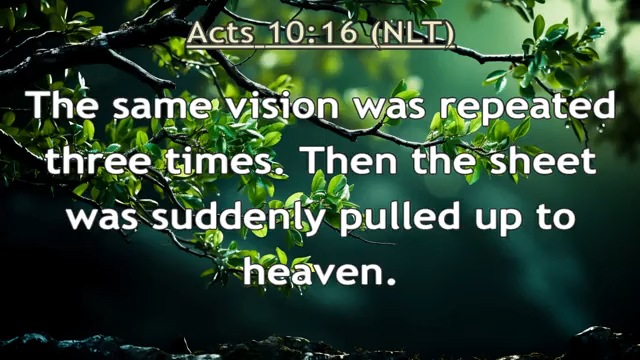 Acts 10:16 (NLT)
The same vision was repeated
three times. Then the sheet
was suddenly pulled up to
heaven.